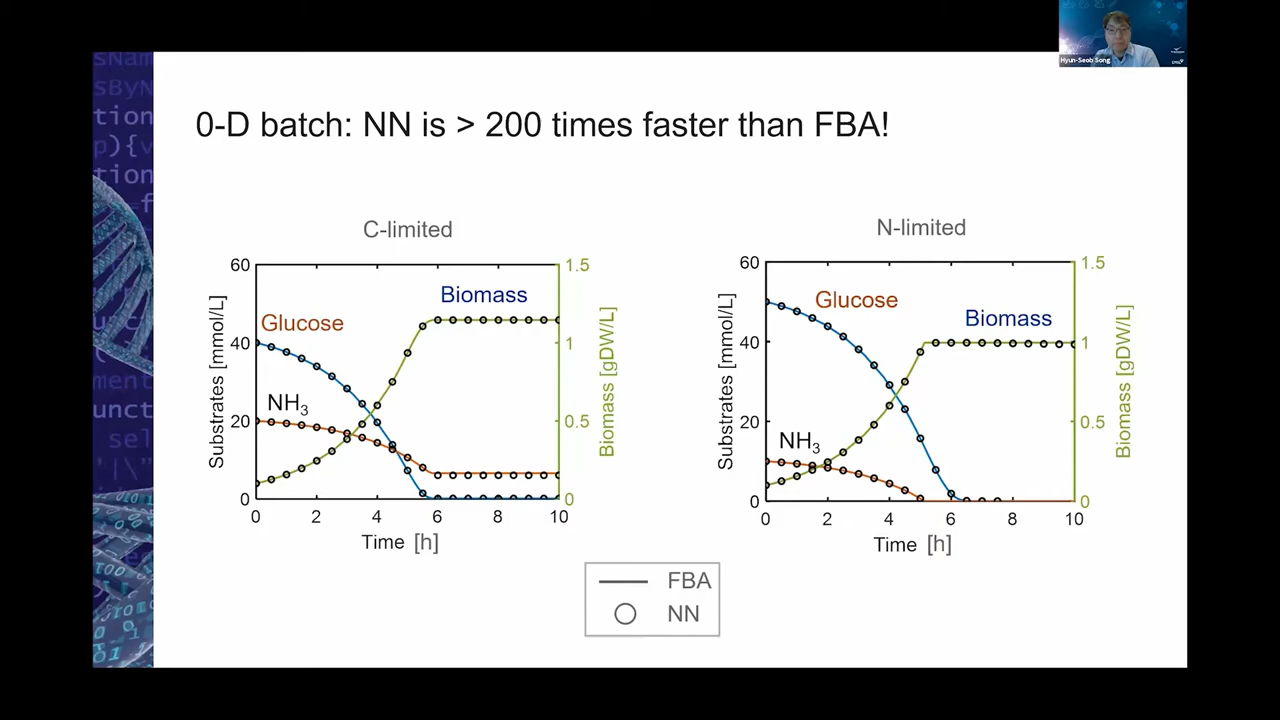 Hyun-Seob Song
0-D batch: NN is > 200 times faster than FBA!
C-limited
60
40
20
0
Substrates [mmol/L]
1.5
1
0.5
0
Biomass [gDW/L]
Glucose
Biomass
NH3
0 2 4 6 8 10
Time [h]
N-limited
60
40
20
0
Substrates [mmol/L]
1.5
1
0.5
0
Biomass [gDW/L]
Glucose
Biomass
NH3
0 2 4 6 8 10
Time [h]
FBA
NN